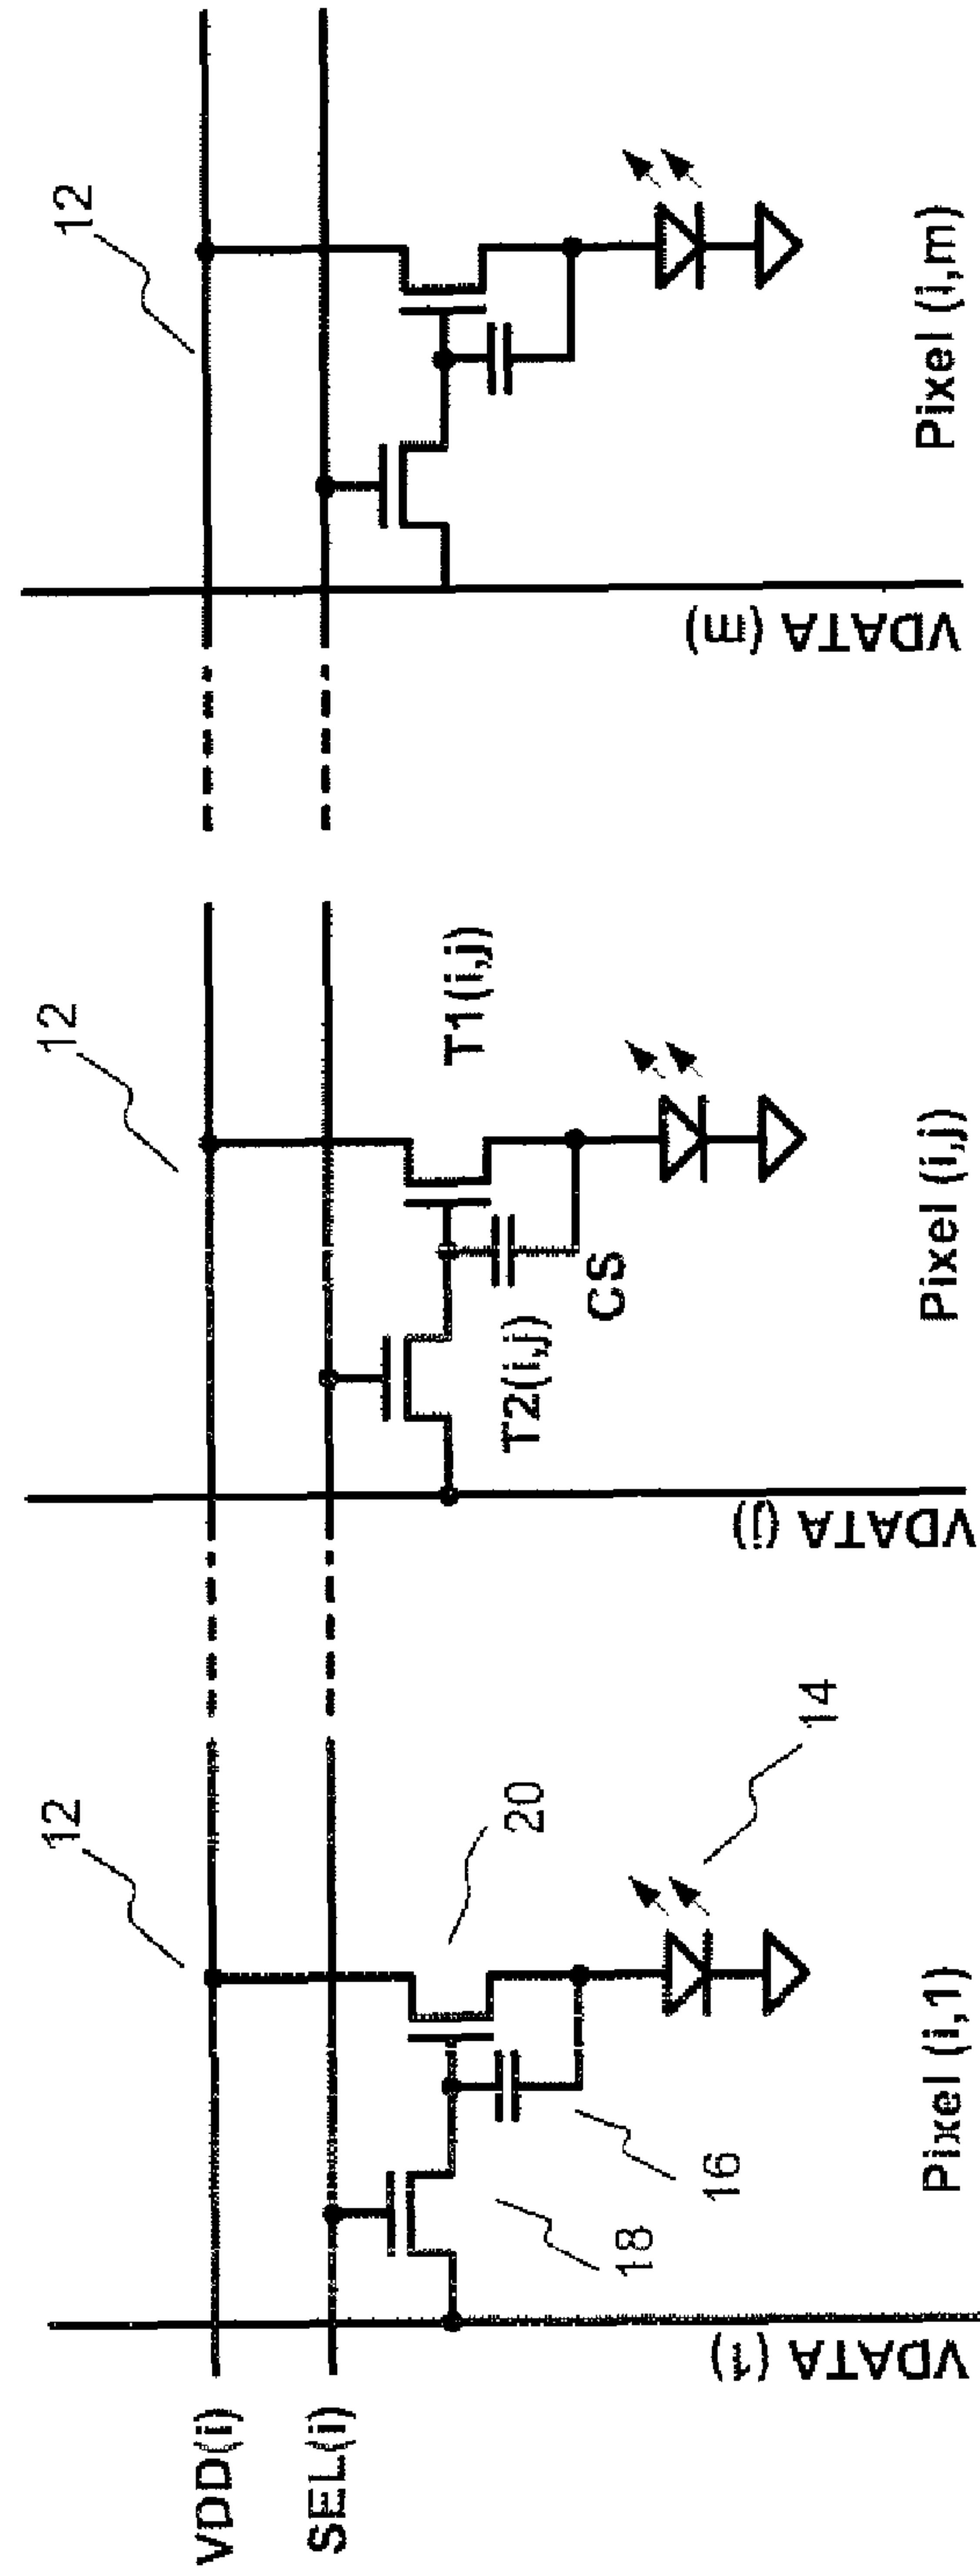 12
12
12
VDD(i)
SEL(i)
VDATA (1)
VDATA (j)
VDATA (m)
20
14
18
16
T1(i,j)
T2(i,j)
CS
Pixel (i,1)
Pixel (i,j)
Pixel (i,m)